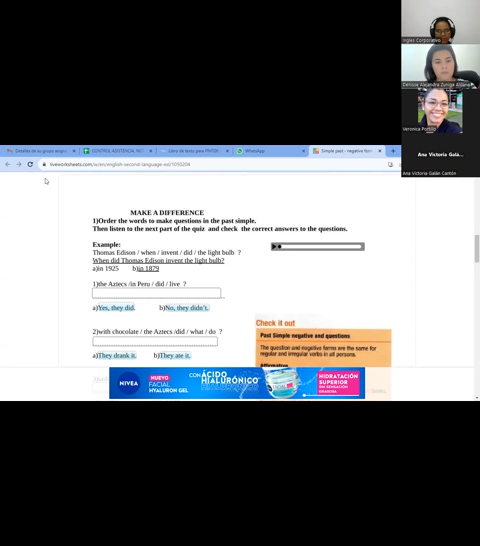 Ingles Corporativo
Veronica Portillo
Ana Victoria Galá...
Ana Victoria Galán Cantón
WhatsApp
Simple past - negative for
liveworksheets.com/w/en/english-second-language-esl/1050204
MAKE A DIFFERENCE
1)Order the words to make questions in the past simple.
Then listen to the next part of the quiz and check the correct answers to the questions.
Example:
Thomas Edison / when / invent / did / the light bulb ?
When did Thomas Edison invent the light bulb?
a)in 1925 b)in 1879
1)the Aztecs /in Peru / did / live ?
a)Yes, they did. b)No, they didn't.
2)with chocolate / the Aztecs /did / what / do ?
a)They drank it. b)They ate it.
Check it out
Past Simple negative and questions
The question and negative forms are the same for
regular and irregular verbs in all persons.
Affirmative
NIVEA
NUEVO
FACIAL
HYALURON GEL
CON ÁCIDO
HIALURÓNICO
HIDRATACIÓN
SUPERIOR
SIN SENSACIÓN
GRASOSA